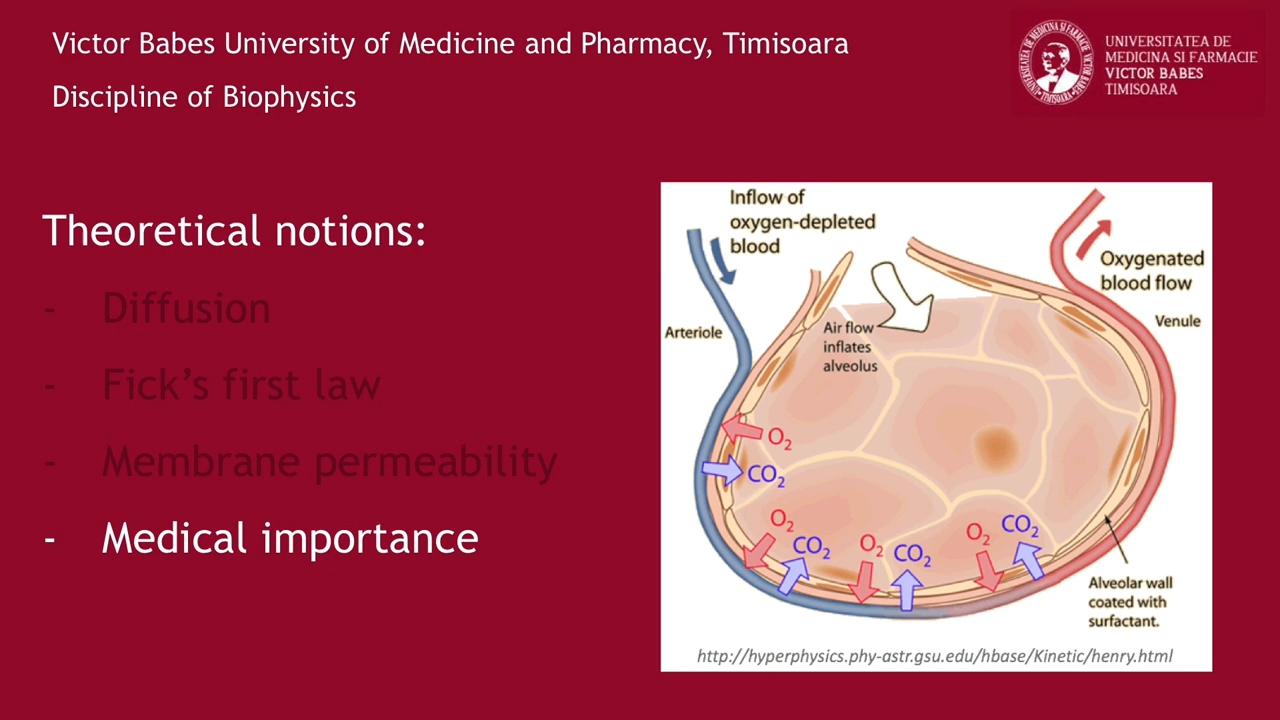 Victor Babes University of Medicine and Pharmacy, Timisoara
Discipline of Biophysics
UNIVERSITATEA DE
MEDICINA SI FARMACIE
VICTOR BABES
TIMISOARA
Theoretical notions:
- Diffusion
- Fick's first law
- Membrane permeability
- Medical importance
Inflow of
oxygen-depleted
blood
Oxygenated
blood flow
Venule
Arteriole
Air flow
inflates
alveolus
O₂
CO₂
O₂
CO₂
O₂
CO₂
O₂
CO₂
Alveolar wall
coated with
surfactant.
http://hyperphysics.phy-astr.gsu.edu/hbase/Kinetic/henry.html